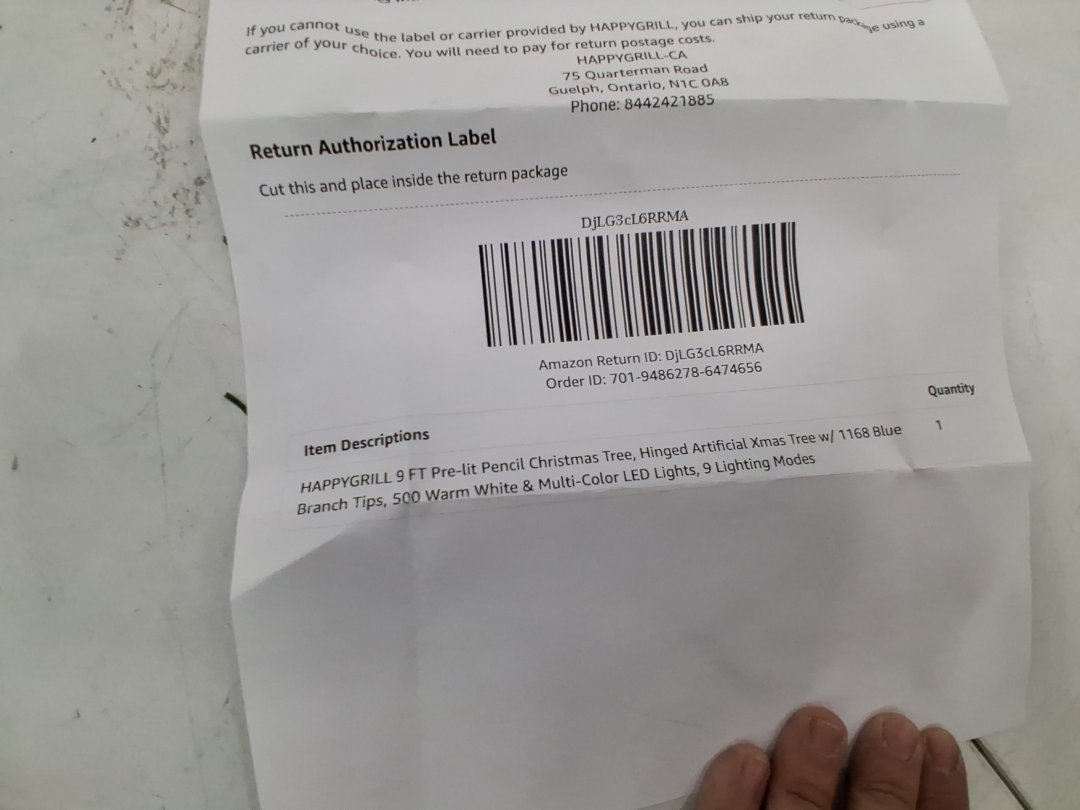 If you cannot use the label or carrier provided by HAPPYGRILL, you can ship your return package using a
carrier of your choice. You will need to pay for return postage costs.
HAPPYGRILL-CA
75 Quarterman Road
Guelph, Ontario, N1C 0A8
Phone: 8442421885
Return Authorization Label
Cut this and place inside the return package
DjLG3cL6RRMA
Amazon Return ID: DjLG3cL6RRMA
Order ID: 701-9486278-6474656
Quantity
Item Descriptions
HAPPYGRILL 9 FT Pre-lit Pencil Christmas Tree, Hinged Artificial Xmas Tree w/ 1168 Blue
Branch Tips, 500 Warm White & Multi-Color LED Lights, 9 Lighting Modes
1